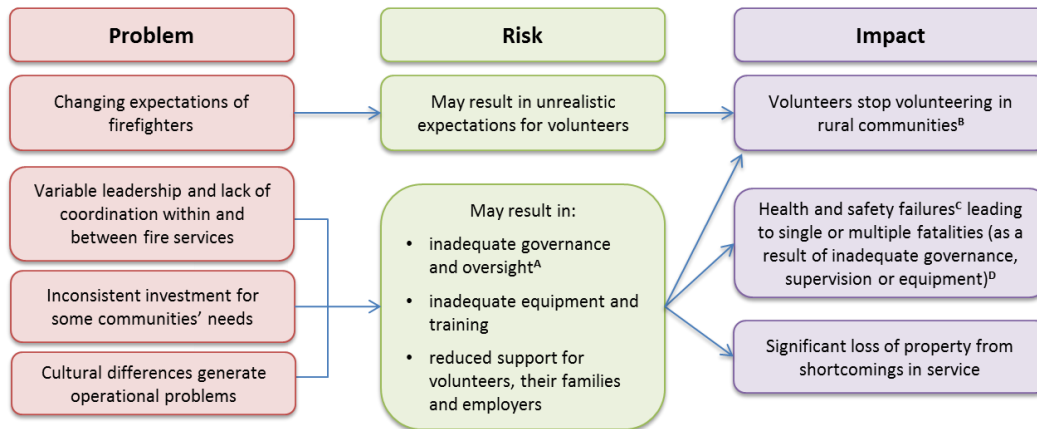 Problem
Risk
Impact
Changing expectations of
firefighters
May result in unrealistic
expectations for volunteers
Volunteers stop volunteering in
rural communitiesᴮ
Variable leadership and lack of
coordination within and
between fire services
Inconsistent investment for
some communities’ needs
Cultural differences generate
operational problems
May result in:
• inadequate governance
and oversightᴬ
• inadequate equipment and
training
• reduced support for
volunteers, their families
and employers
Health and safety failuresᶜ leading
to single or multiple fatalities (as a
result of inadequate governance,
supervision or equipment)ᴰ
Significant loss of property from
shortcomings in service